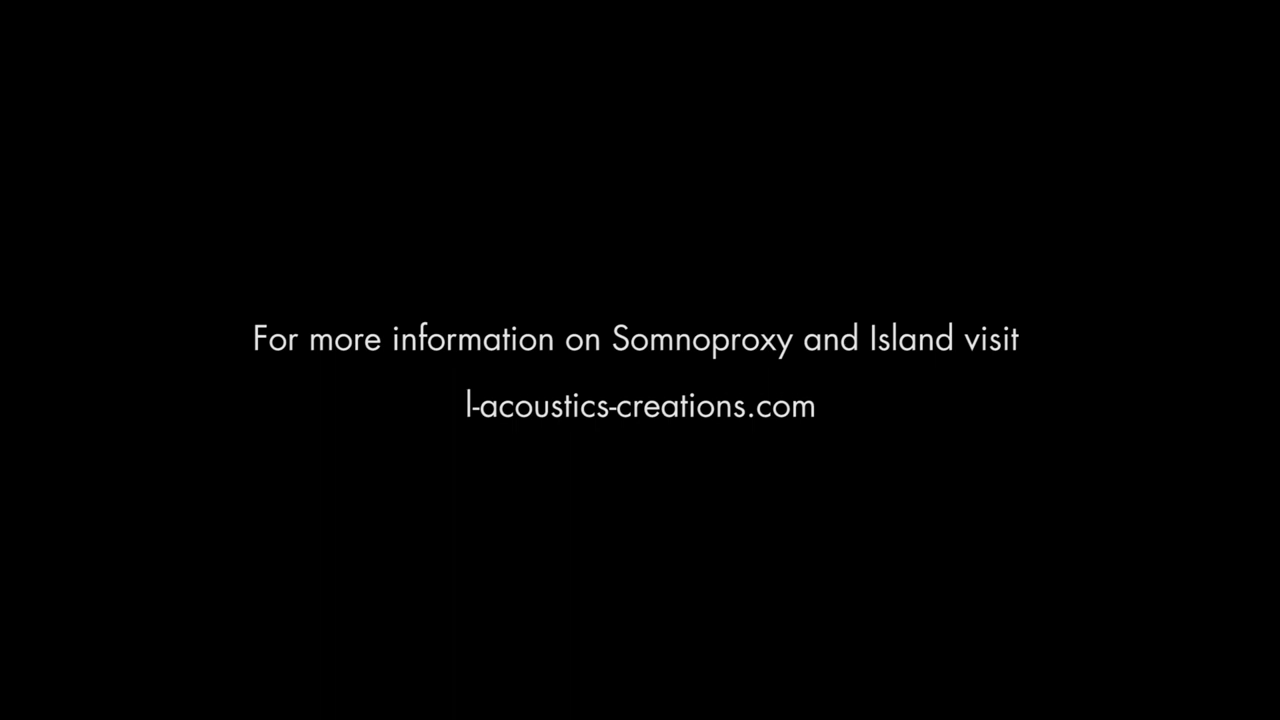 For more information on Somnoproxy and Island visit
l-acoustics-creations.com